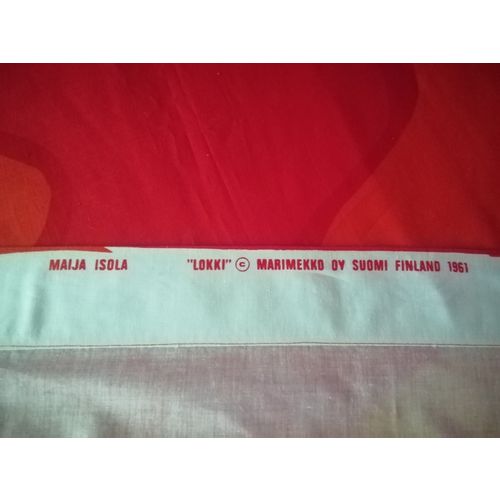 MAIJA ISOLA "LOKKI" © MARIMEKKO OY SUOMI FINLAND 1961